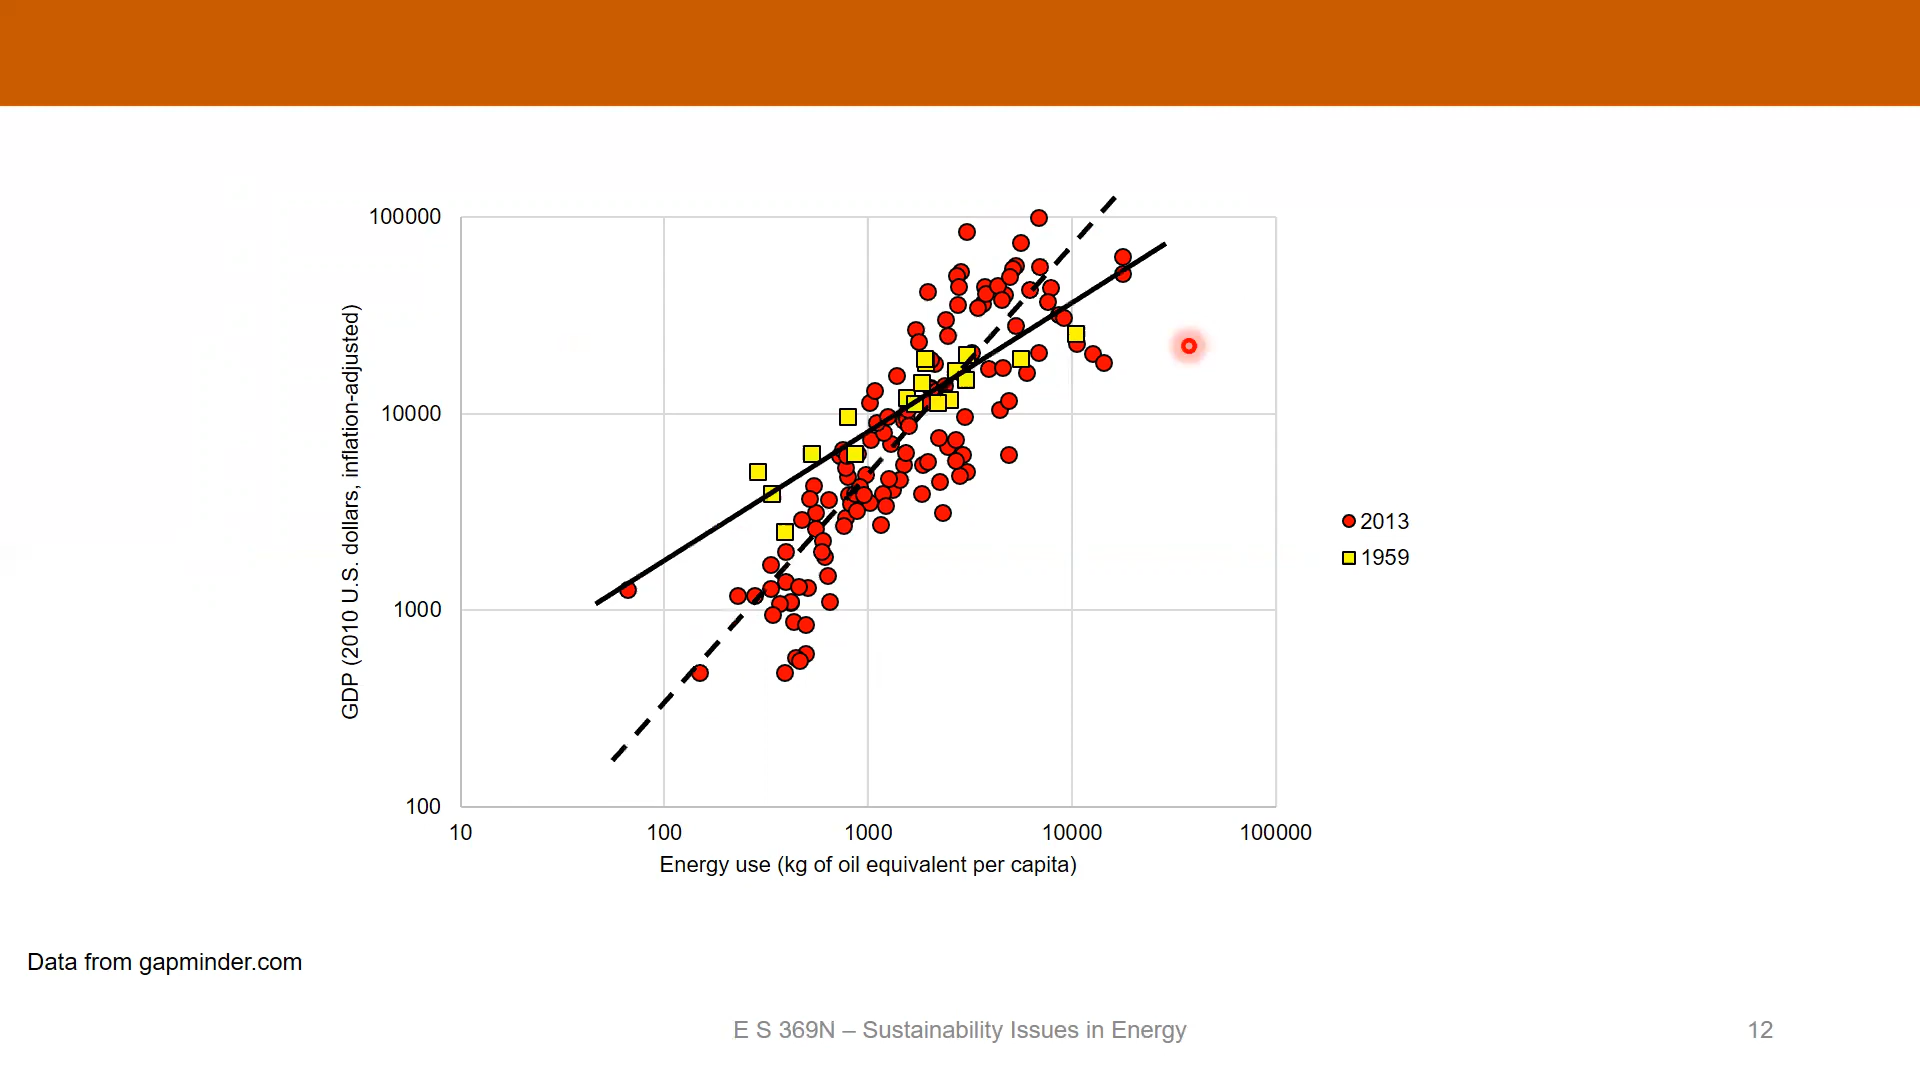 100000
10000
1000
100
GDP (2010 U.S. dollars, inflation-adjusted)
10 100 1000 10000 100000
Energy use (kg of oil equivalent per capita)
2013
1959
Data from gapminder.com
E S 369N – Sustainability Issues in Energy
12